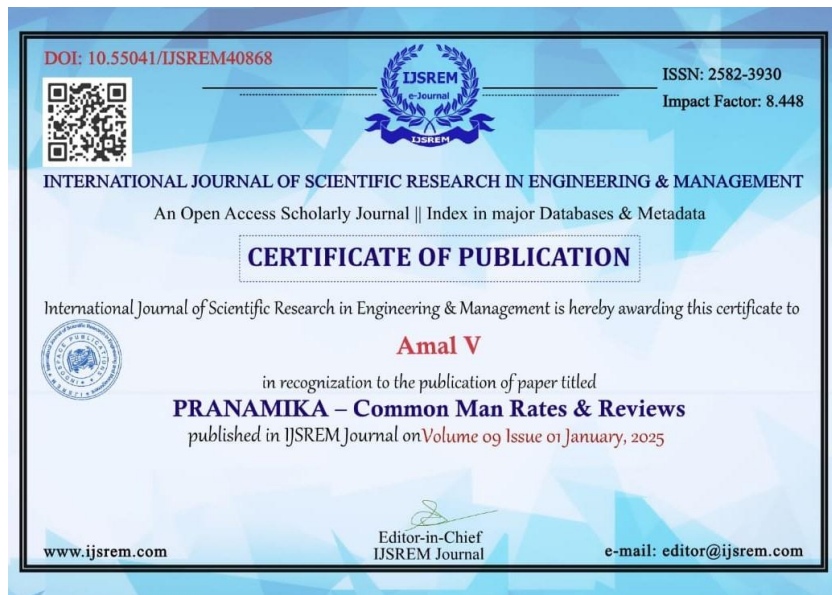 DOI: 10.55041/IJSREM40868
IJSREM
e-Journal
IJSREM
ISSN: 2582-3930
Impact Factor: 8.448
INTERNATIONAL JOURNAL OF SCIENTIFIC RESEARCH IN ENGINEERING & MANAGEMENT
An Open Access Scholarly Journal || Index in major Databases & Metadata
CERTIFICATE OF PUBLICATION
International Journal of Scientific Research in Engineering & Management is hereby awarding this certificate to
Amal V
in recognization to the publication of paper titled
PRANAMIKA – Common Man Rates & Reviews
published in IJSREM Journal on Volume 09 Issue 01 January, 2025
Editor-in-Chief
IJSREM Journal
www.ijsrem.com
e-mail: editor@ijsrem.com